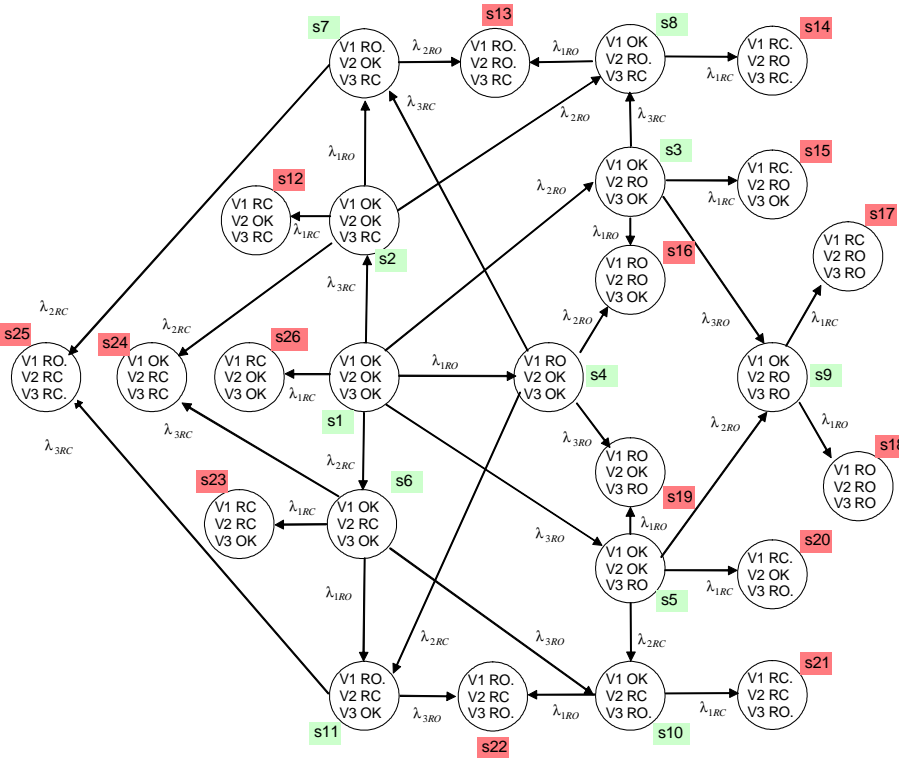 s7
V1 RO.
V2 OK
V3 RC
λ2RO
s13
V1 RO.
V2 RO.
V3 RC
λ1RO
s8
V1 OK
V2 RO.
V3 RC
λ1RC
s14
V1 RC.
V2 RO
V3 RC.
λ3RC
λ2RO
λ3RC
λ1RO
s3
V1 OK
V2 RO
V3 OK
λ1RC
s15
V1 RC.
V2 RO
V3 OK
s12
V1 RC
V2 OK
V3 RC
λ1RC
V1 OK
V2 OK
V3 RC
s2
λ2RO
λ1RO
s16
V1 RO
V2 RO
V3 OK
s17
V1 RC
V2 RO
V3 RO
λ3RC
λ2RC
λ2RC
λ2RO
λ3RO
λ1RC
s25
V1 RO.
V2 RC
V3 RC.
s24
V1 OK
V2 RC
V3 RC
s26
V1 RC
V2 OK
V3 OK
λ1RC
V1 OK
V2 OK
V3 OK
s1
λ1RO
V1 RO
V2 OK
V3 OK
s4
V1 OK
V2 RO
V3 RO
s9
λ3RC
λ3RC
λ2RC
λ3RO
λ2RO
λ1RO
s23
V1 RC
V2 RC
V3 OK
λ1RC
s6
V1 OK
V2 RC
V3 OK
V1 RO
V2 OK
V3 RO
s19
s18
V1 RO
V2 RO
V3 RO
λ3RO
λ1RO
V1 OK
V2 OK
V3 RO
s5
λ1RC
s20
V1 RC.
V2 OK
V3 RO.
λ1RO
λ2RC
λ3RO
λ2RC
V1 RO.
V2 RC
V3 OK
s11
λ3RO
V1 RO.
V2 RC
V3 RO.
s22
λ1RO
V1 OK
V2 RC
V3 RO.
s10
λ1RC
s21
V1 RC.
V2 RC
V3 RO.